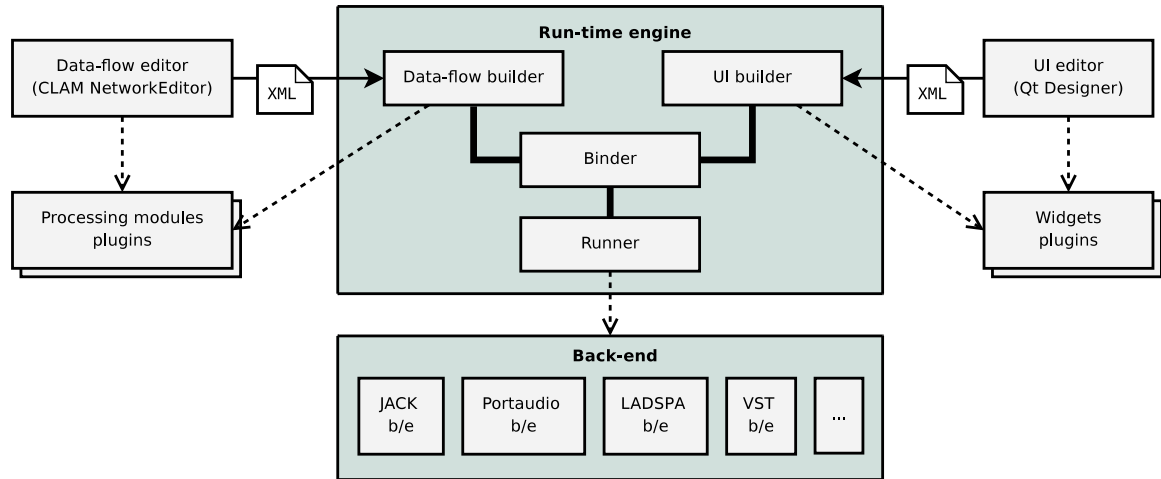 Run-time engine
Data-flow editor
(CLAM NetworkEditor)
XML
Data-flow builder
UI builder
XML
UI editor
(Qt Designer)
Binder
Processing modules
plugins
Runner
Widgets
plugins
Back-end
JACK
b/e
Portaudio
b/e
LADSPA
b/e
VST
b/e
...